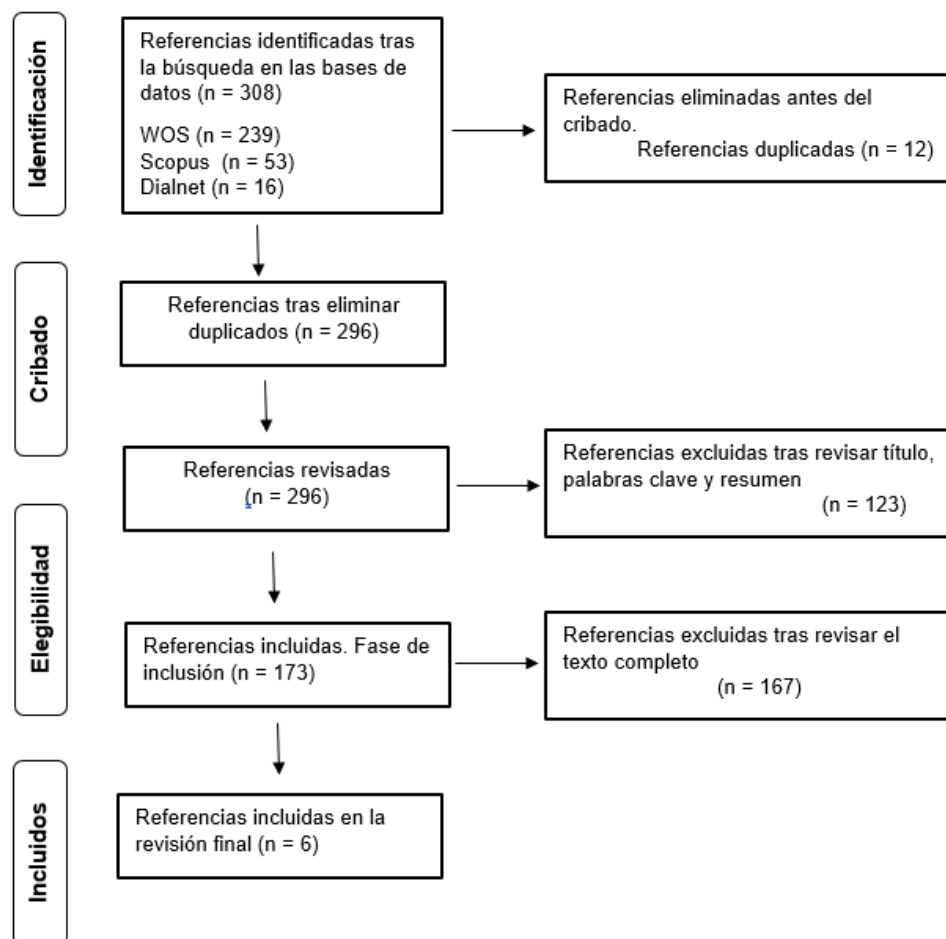 Identificación
Referencias identificadas tras
la búsqueda en las bases de
datos (n = 308)
WOS (n = 239)
Scopus  (n = 53)
Dialnet (n = 16)
Referencias eliminadas antes del
cribado.
Referencias duplicadas (n = 12)
Cribado
Referencias tras eliminar
duplicados (n = 296)
Referencias revisadas
(n = 296)
Referencias excluidas tras revisar título,
palabras clave y resumen
(n = 123)
Elegibilidad
Referencias incluidas. Fase de
inclusión (n = 173)
Referencias excluidas tras revisar el
texto completo
(n = 167)
Incluidos
Referencias incluidas en la
revisión final (n = 6)